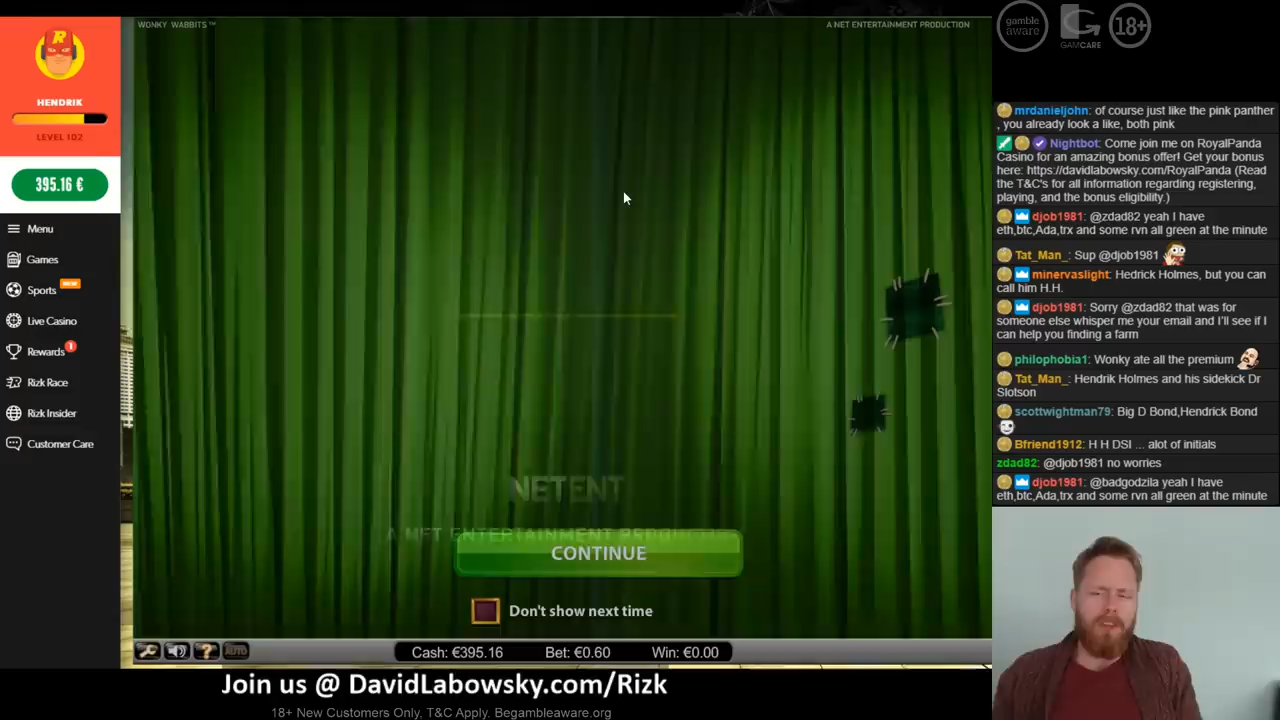 WONKY WABBITS™
A NET ENTERTAINMENT PRODUCTION
gamble
aware
GAMCARE
18+
R
HENDRIK
LEVEL 102
395.16 €
Menu
Games
Sports
NEW
Live Casino
Rewards
1
Rizk Race
Rizk Insider
Customer Care
NETENT
A NET ENTERTAINMENT
CONTINUE
Don't show next time
AUTO
Cash: €395.16
Bet: €0.60
Win: €0.00
mrdanieljohn: of course just like the pink panther
, you already look a like, both pink
Nightbot: Come join me on RoyalPanda
Casino for an amazing bonus offer! Get your bonus
here: https://davidlabowsky.com/RoyalPanda (Read
the T&C's for all information regarding registering,
playing, and the bonus eligibility.)
djob1981: @zdad82 yeah I have
eth,btc,Ada,trx and some rvn all green at the minute
Tat_Man_: Sup @djob1981
minervaslight: Hedrick Holmes, but you can
call him H.H.
djob1981: Sorry @zdad82 that was for
someone else whisper me your email and I'll see if I
can help you finding a farm
philophobia1: Wonky ate all the premium
Tat_Man_: Hendrik Holmes and his sidekick Dr
Slotson
scottwightman79: Big D Bond,Hendrick Bond
Bfriend1912: H H DSI ... alot of initials
zdad82: @djob1981 no worries
djob1981: @badgodzila yeah I have
eth,btc,Ada,trx and some rvn all green at the minute
Join us @ DavidLabowsky.com/Rizk
18+ New Customers Only, T&C Apply, Begambleaware.org